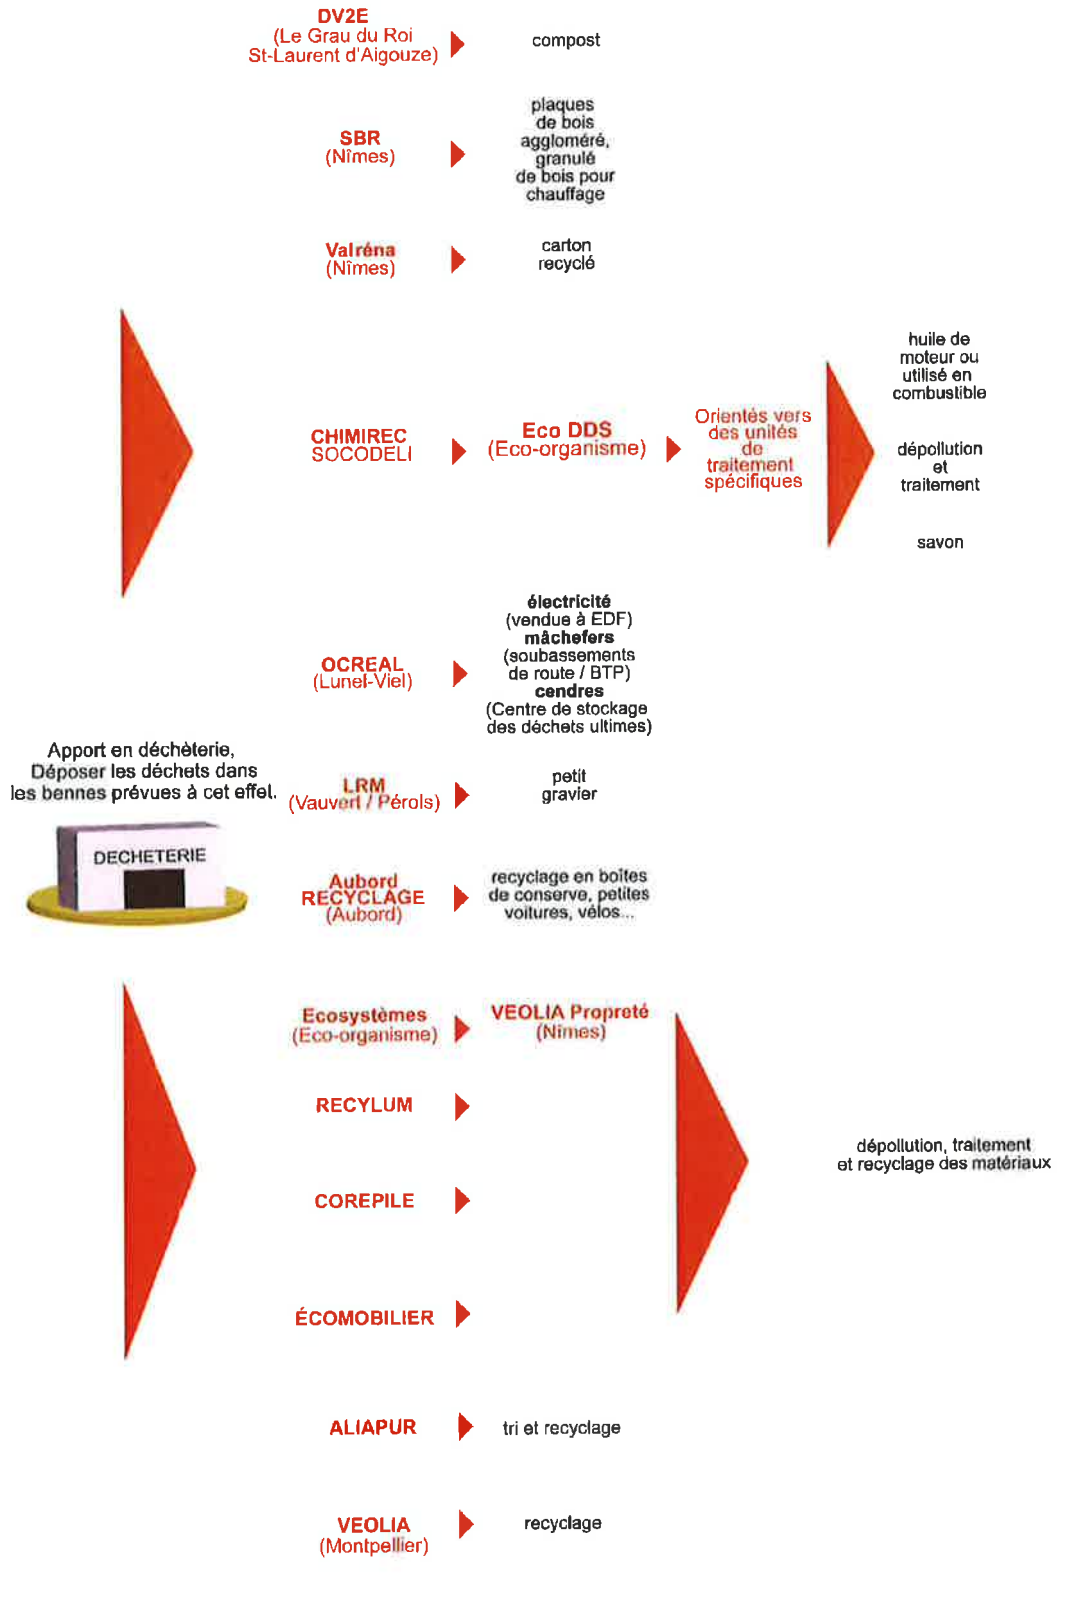 DV2E
(Le Grau du Roi
St-Laurent d'Aigouze)
compost
SBR
(Nîmes)
plaques
de bois
aggloméré,
granulé
de bois pour
chauffage
Valréna
(Nîmes)
carton
recyclé
CHIMIREC
SOCODELI
Eco DDS
(Eco-organisme)
Orientés vers
des unités
de
traitement
spécifiques
huile de
moteur ou
utilisé en
combustible
dépollution
et
traitement
savon
OCREAL
(Lunel-Viel)
électricité
(vendue à EDF)
mâchefers
(soubassements
de route / BTP)
cendres
(Centre de stockage
des déchets ultimes)
Apport en déchèterie,
Déposer les déchets dans
les bennes prévues à cet effet.
DECHETERIE
LRM
(Vauvert / Pérols)
petit
gravier
Aubord
RECYCLAGE
(Aubord)
recyclage en boîtes
de conserve, petites
voitures, vélos...
Ecosystèmes
(Eco-organisme)
VEOLIA Propreté
(Nîmes)
RECYLUM
COREPILE
ÉCOMOBILIER
dépollution, traitement
et recyclage des matériaux
ALIAPUR
tri et recyclage
VEOLIA
(Montpellier)
recyclage